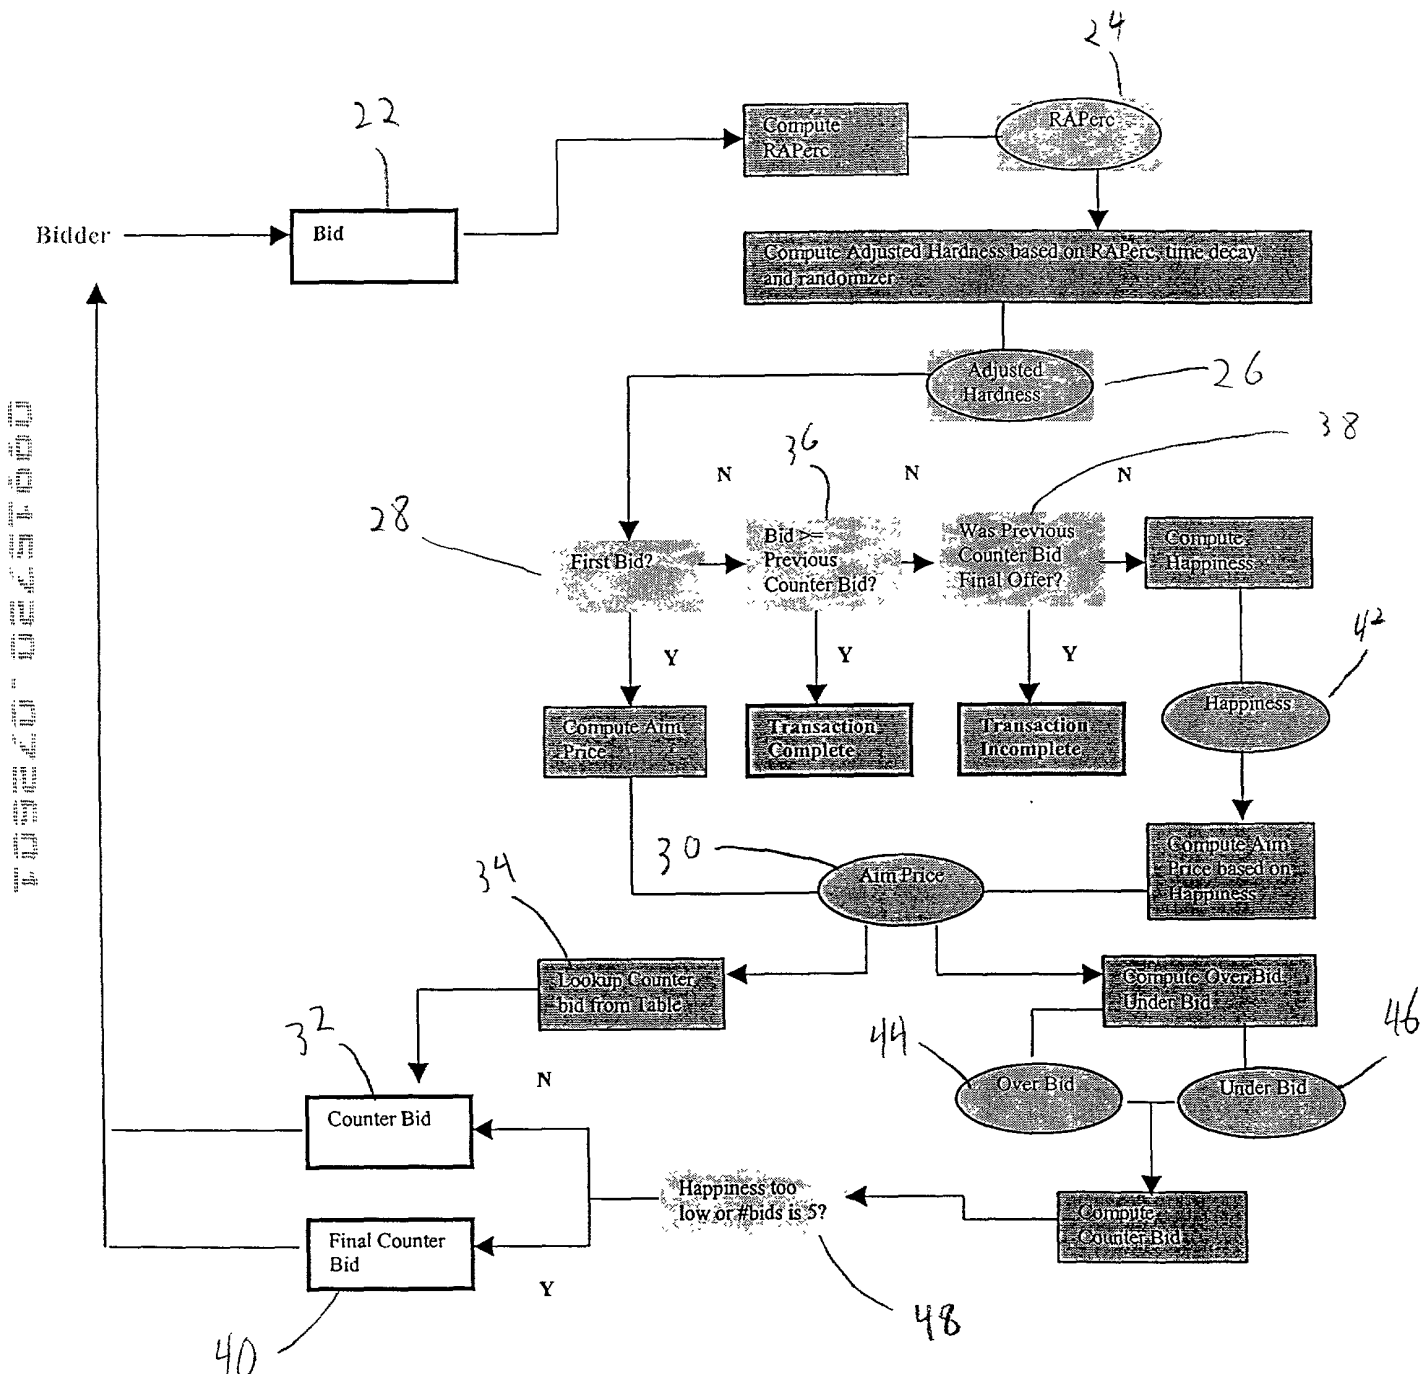 24
22
Compute
RAPerc
RAPerc
Bidder
Bid
Compute Adjusted Hardness based on RAPerc, time decay
and randomizer
Adjusted
Hardness
26
38
36
N
N
N
28
First Bid?
Bid >=
Previous
Counter Bid?
Was Previous
Counter Bid
Final Offer?
Compute
Happiness
42
Y
Y
Y
Happiness
Compute Aim
Price
Transaction
Complete
Transaction
Incomplete
30
34
Aim Price
Compute Aim
Price based on
Happiness
Lookup Counter
bid from Table
Compute Over Bid
Under Bid
32
44
46
N
Over Bid
Under Bid
Counter Bid
Happiness too
low or #bids is 5?
Compute
Counter Bid
Final Counter
Bid
Y
48
40